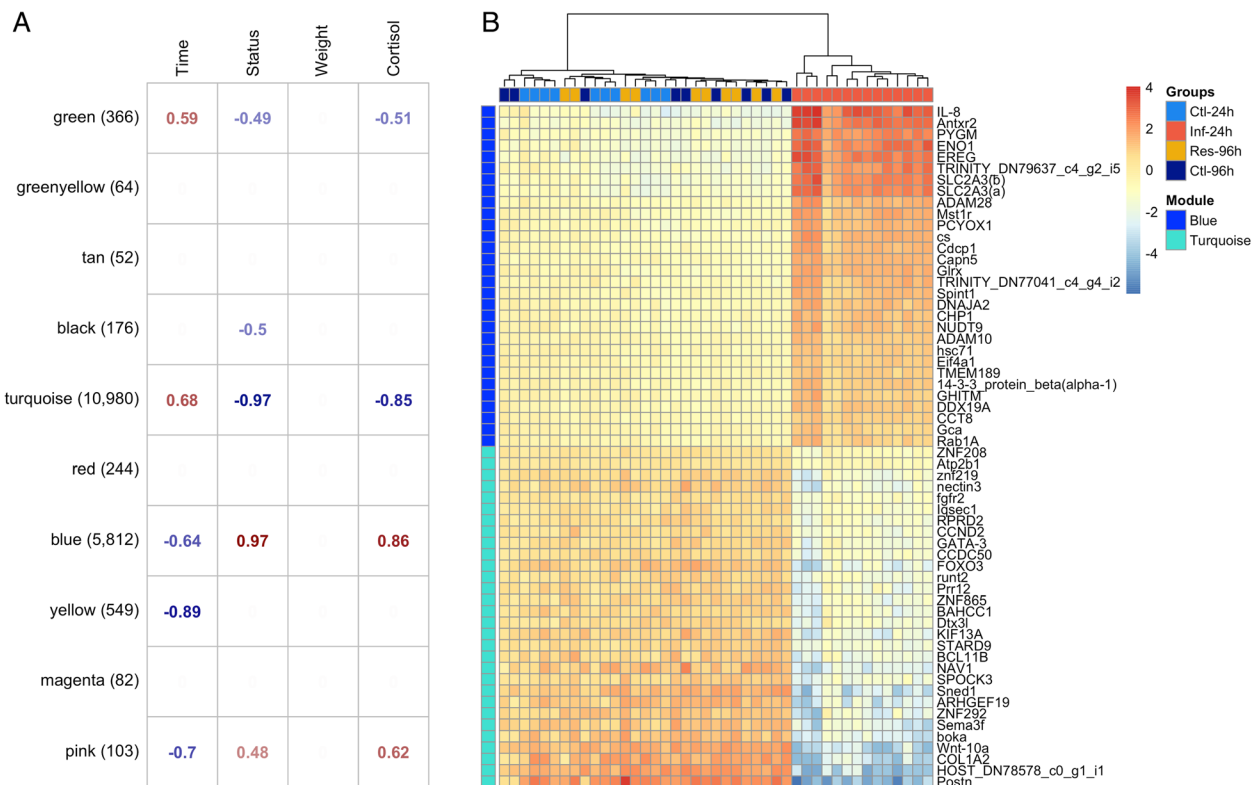 A
B
Time Status Weight Cortisol
green (366) 0.59 -0.49 -0.51
greenyellow (64)
tan (52)
black (176) -0.5
turquoise (10,980) 0.68 -0.97 -0.85
red (244)
blue (5,812) -0.64 0.97 0.86
yellow (549) -0.89
magenta (82)
pink (103) -0.7 0.48 0.62
IL-8
Antxr2
PYGM
ENO1
EREG
TRINITY_DN79637_c4_g2_i5
SLC2A3(b)
SLC2A3(a)
ADAM28
Mst1r
PCYOX1
cs
Cdcp1
Capn5
Glrx
TRINITY_DN77041_c4_g4_i2
Spint1
DNAJA2
CHP1
NUDT9
ADAM10
hsc71
Eif4a1
TMEM189
14-3-3_protein_beta(alpha-1)
GHITM
DDX19A
CCT8
Gca
Rab1A
ZNF208
Atp2b1
znf219
nectin3
fgfr2
Iqsec1
RPRD2
CCND2
GATA-3
CCDC50
FOXO3
runt2
Prr12
ZNF865
BAHCC1
Dtx3l
KIF13A
STARD9
BCL11B
NAV1
SPOCK3
Sned1
ARHGEF19
ZNF292
Sema3f
boka
Wnt-10a
COL1A2
HOST_DN78578_c0_g1_i1
Postn
4
2
0
-2
-4
Groups
Ctl-24h
Inf-24h
Res-96h
Ctl-96h
Module
Blue
Turquoise